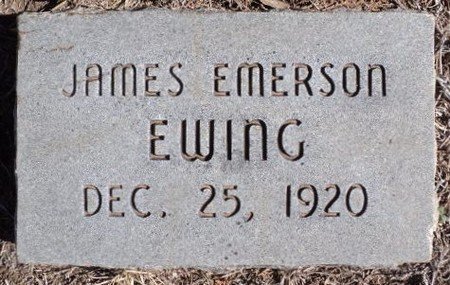 JAMES EMERSON
EWING
DEC. 25, 1920